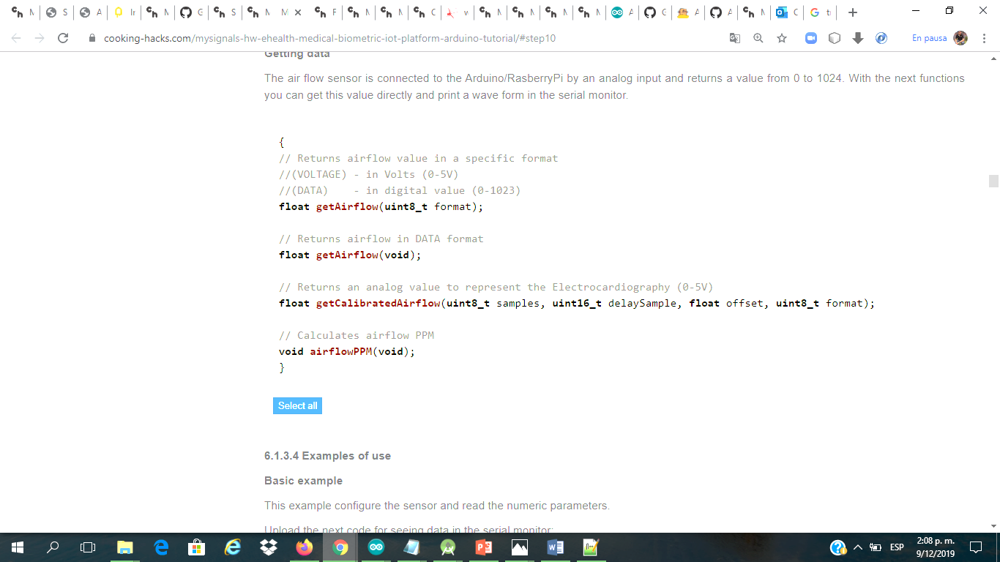 cooking-hacks.com/mysignals-hw-ehealth-medical-biometric-iot-platform-arduino-tutorial/#step10
En pausa
Getting data
The air flow sensor is connected to the Arduino/RasberryPi by an analog input and returns a value from 0 to 1024. With the next functions
you can get this value directly and print a wave form in the serial monitor.
{
// Returns airflow value in a specific format
//(VOLTAGE) - in Volts (0-5V)
//(DATA)    - in digital value (0-1023)
float getAirflow(uint8_t format);
// Returns airflow in DATA format
float getAirflow(void);
// Returns an analog value to represent the Electrocardiography (0-5V)
float getCalibratedAirflow(uint8_t samples, uint16_t delaySample, float offset, uint8_t format);
// Calculates airflow PPM
void airflowPPM(void);
}
Select all
6.1.3.4 Examples of use
Basic example
This example configure the sensor and read the numeric parameters.
Upload the next code for seeing data in the serial monitor:
ESP
2:08 p. m.
9/12/2019